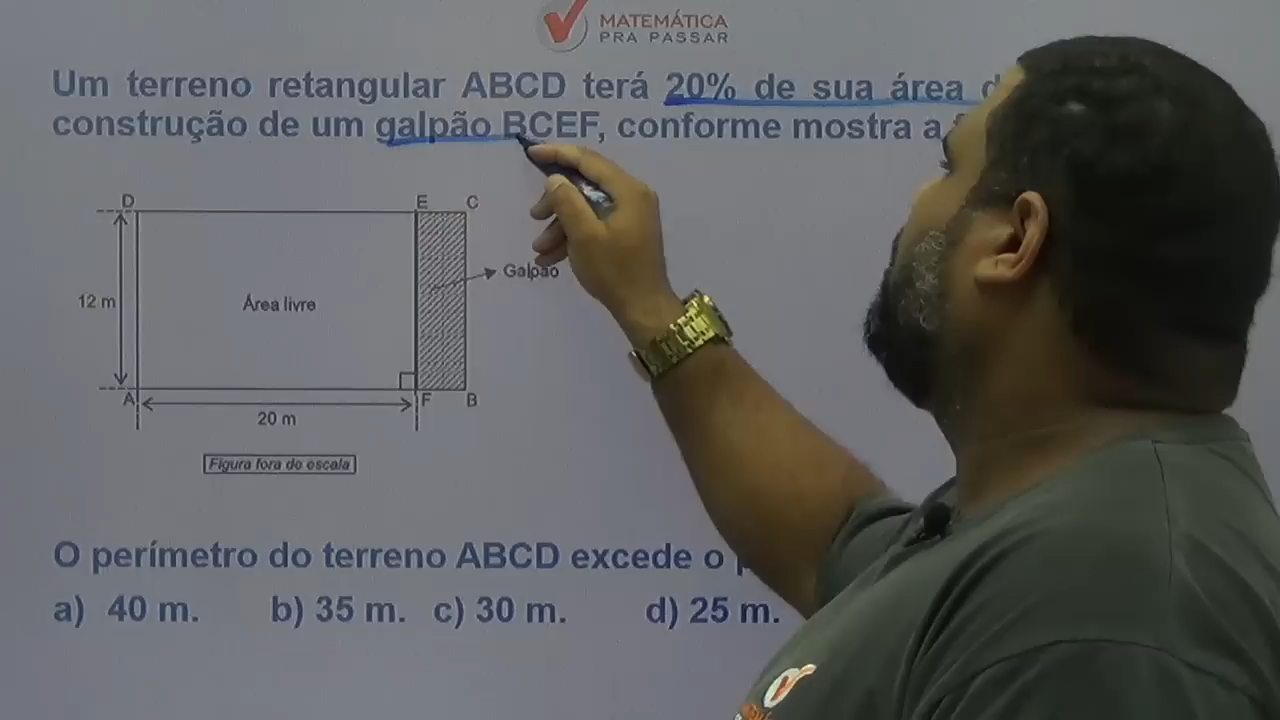 MATEMÁTICA
PRA PASSAR
Um terreno retangular ABCD terá 20% de sua área
construção de um galpão BCEF, conforme mostra a
D
E
C
12 m
Área livre
Galpão
A
F
B
20 m
Figura fora de escala
O perímetro do terreno ABCD excede o
a) 40 m. b) 35 m. c) 30 m. d) 25 m.